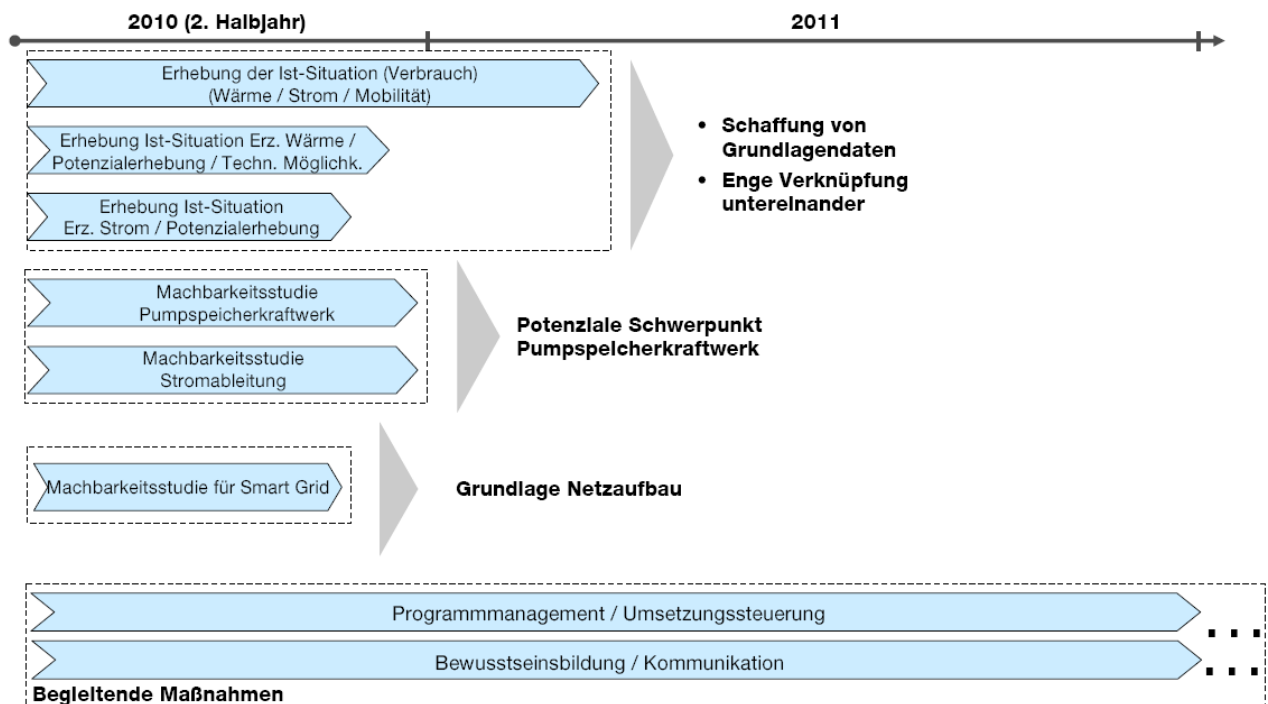 2010 (2. Halbjahr)
2011
Erhebung der Ist-Situation (Verbrauch)
(Wärme / Strom / Mobilität)
Erhebung Ist-Situation Erz. Wärme /
Potenzialerhebung / Techn. Möglichk.
Erhebung Ist-Situation
Erz. Strom / Potenzialerhebung
• Schaffung von
Grundlagendaten
• Enge Verknüpfung
untereinander
Machbarkeitsstudie
Pumpspeicherkraftwerk
Machbarkeitsstudie
Stromableitung
Potenziale Schwerpunkt
Pumpspeicherkraftwerk
Machbarkeitsstudie für Smart Grid
Grundlage Netzaufbau
Programmmanagement / Umsetzungssteuerung
...
Bewusstseinsbildung / Kommunikation
...
Begleitende Maßnahmen